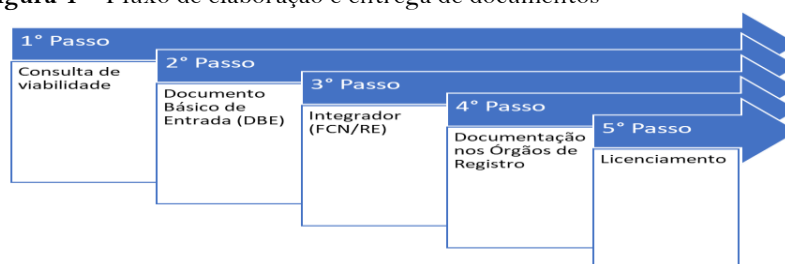 Fluxo de elaboração e entrega de documentos
1° Passo
Consulta de
viabilidade
2° Passo
Documento
Básico de
Entrada (DBE)
3° Passo
Integrador
(FCN/RE)
4° Passo
Documentação
nos Órgãos de
Registro
5° Passo
Licenciamento